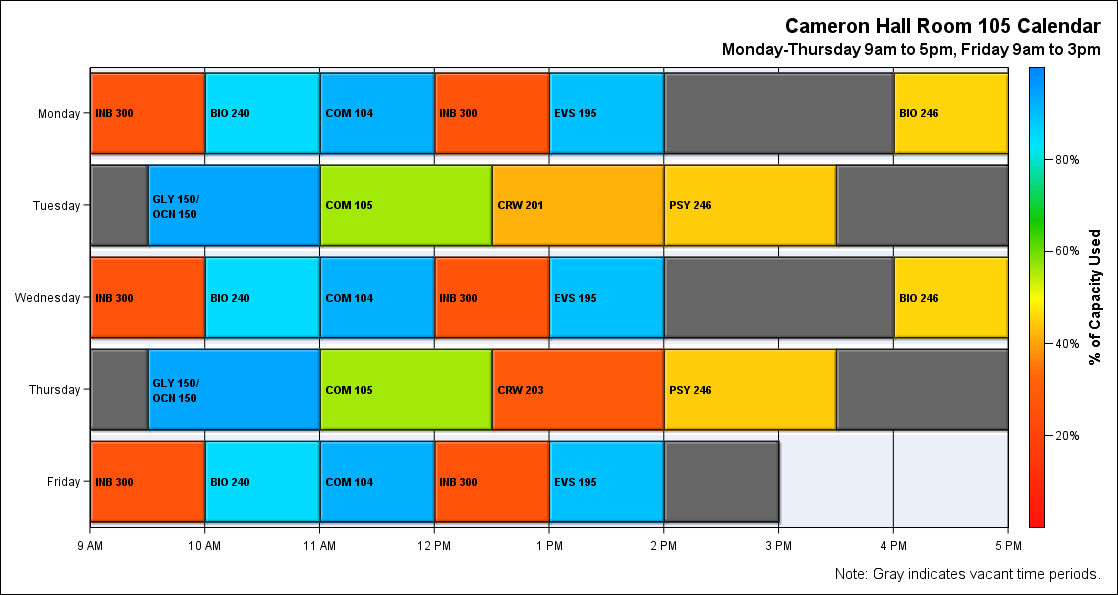 Cameron Hall Room 105 Calendar
Monday-Thursday 9am to 5pm, Friday 9am to 3pm
Monday
INB 300
BIO 240
COM 104
INB 300
EVS 195
BIO 246
Tuesday
GLY 150/
OCN 150
COM 105
CRW 201
PSY 246
Wednesday
INB 300
BIO 240
COM 104
INB 300
EVS 195
BIO 246
Thursday
GLY 150/
OCN 150
COM 105
CRW 203
PSY 246
Friday
INB 300
BIO 240
COM 104
INB 300
EVS 195
9 AM
10 AM
11 AM
12 PM
1 PM
2 PM
3 PM
4 PM
5 PM
80%
60%
40%
20%
% of Capacity Used
Note: Gray indicates vacant time periods.